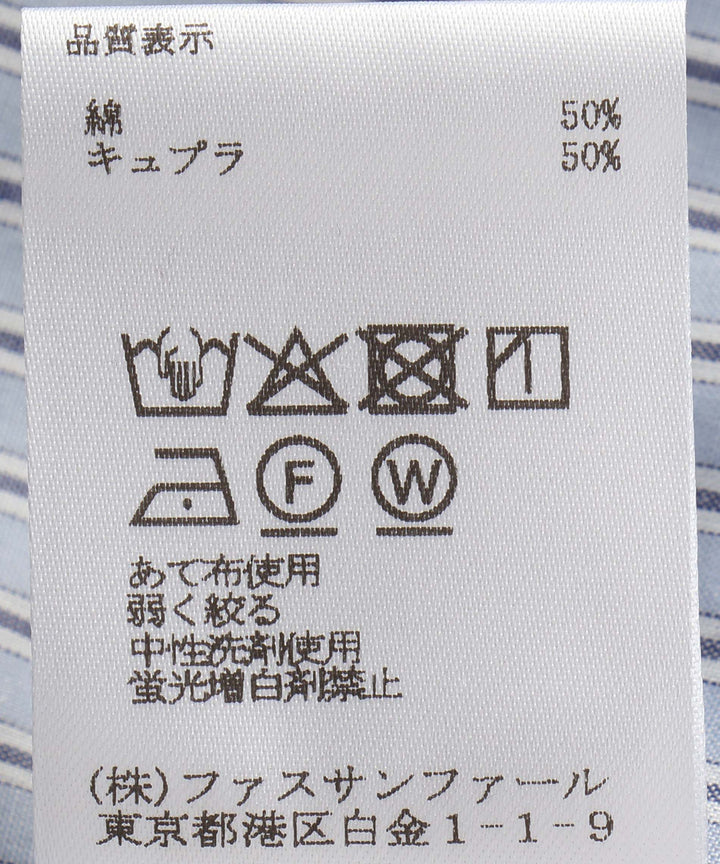 品質表示
綿 50%
キュプラ 50%
F W
あて布使用
弱く絞る
中性洗剤使用
蛍光増白剤禁止
(株)ファスサンファール
東京都港区白金1-1-9